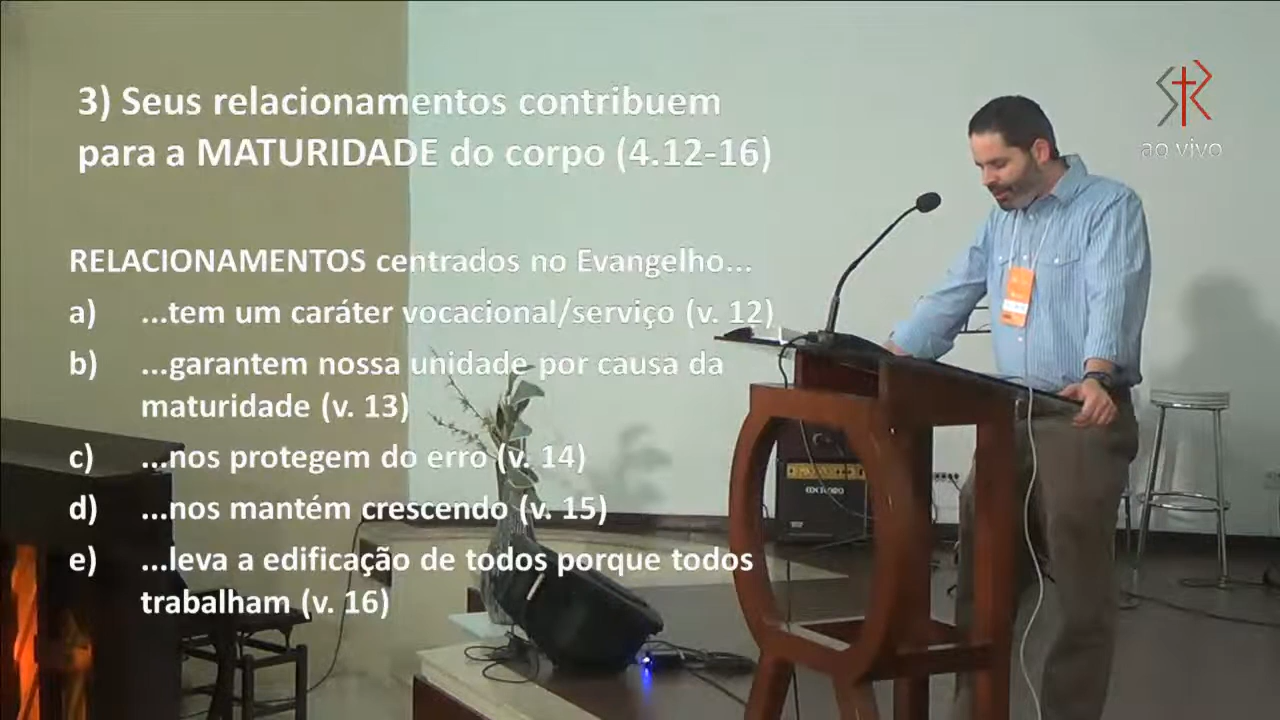 3) Seus relacionamentos contribuem
para a MATURIDADE do corpo (4.12-16)
ao vivo
RELACIONAMENTOS centrados no Evangelho...
a) ...tem um caráter vocacional/serviço (v. 12)
b) ...garantem nossa unidade por causa da
maturidade (v. 13)
c) ...nos protegem do erro (v. 14)
d) ...nos mantém crescendo (v. 15)
e) ...leva a edificação de todos porque todos
trabalham (v. 16)